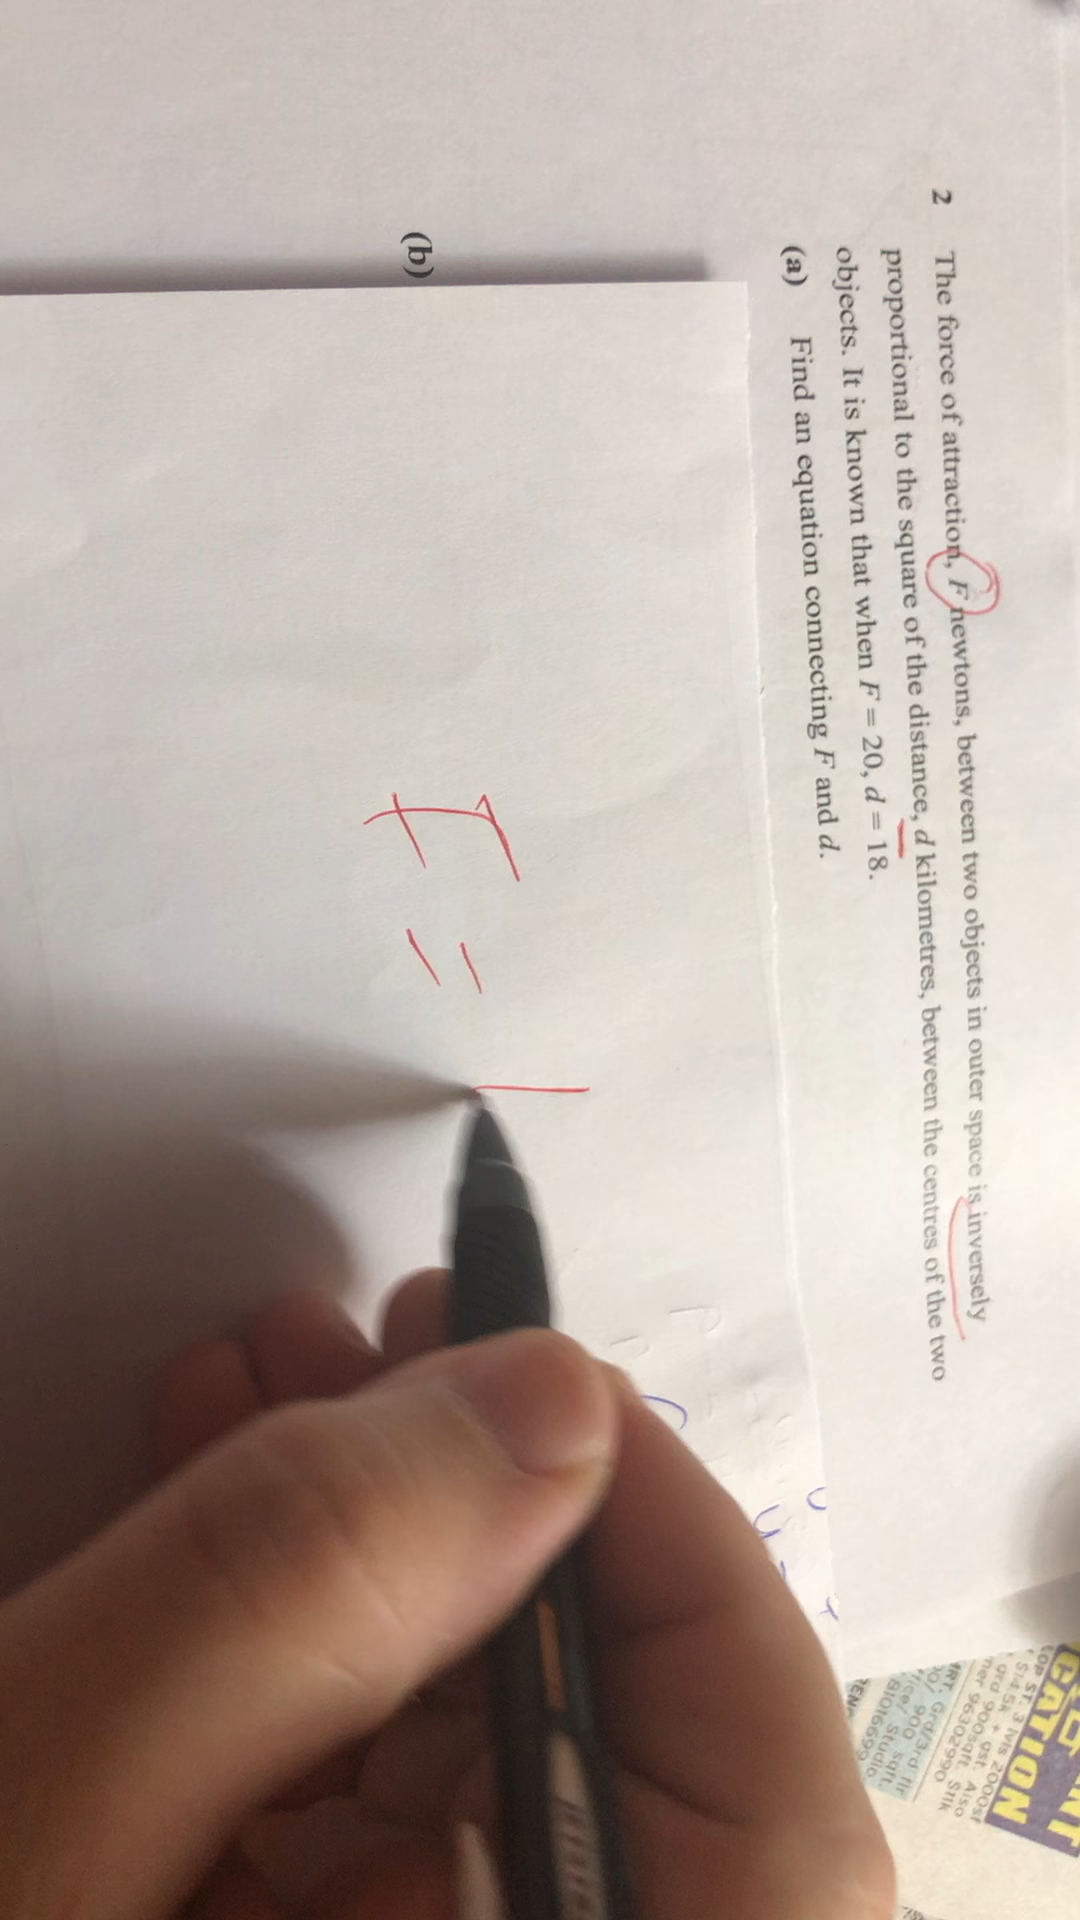 2 The force of attraction, F newtons, between two objects in outer space is inversely
proportional to the square of the distance, d kilometres, between the centres of the two
objects. It is known that when F = 20, d = 18.
(a) Find an equation connecting F and d.
F =
(b)
CATION